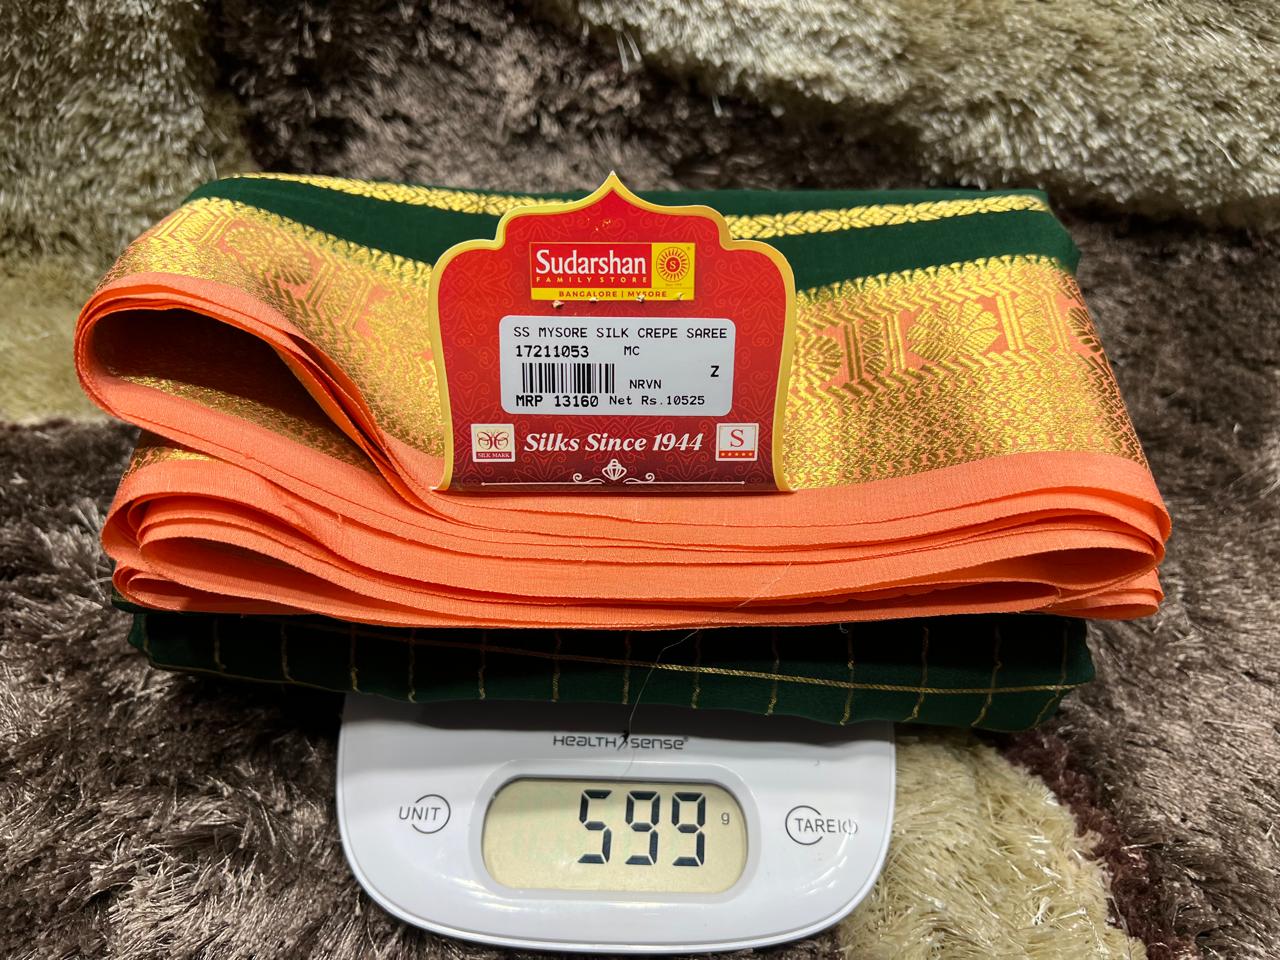 Sudarshan
FAMILY STORE
BANGALORE | MYSORE
SS MYSORE SILK CREPE SAREE
17211053 MC
Z
NRVN
MRP 13160 Net Rs.10525
SILK MARK
Silks Since 1944
S
HEALTH SENSE
UNIT
599 g
TARE